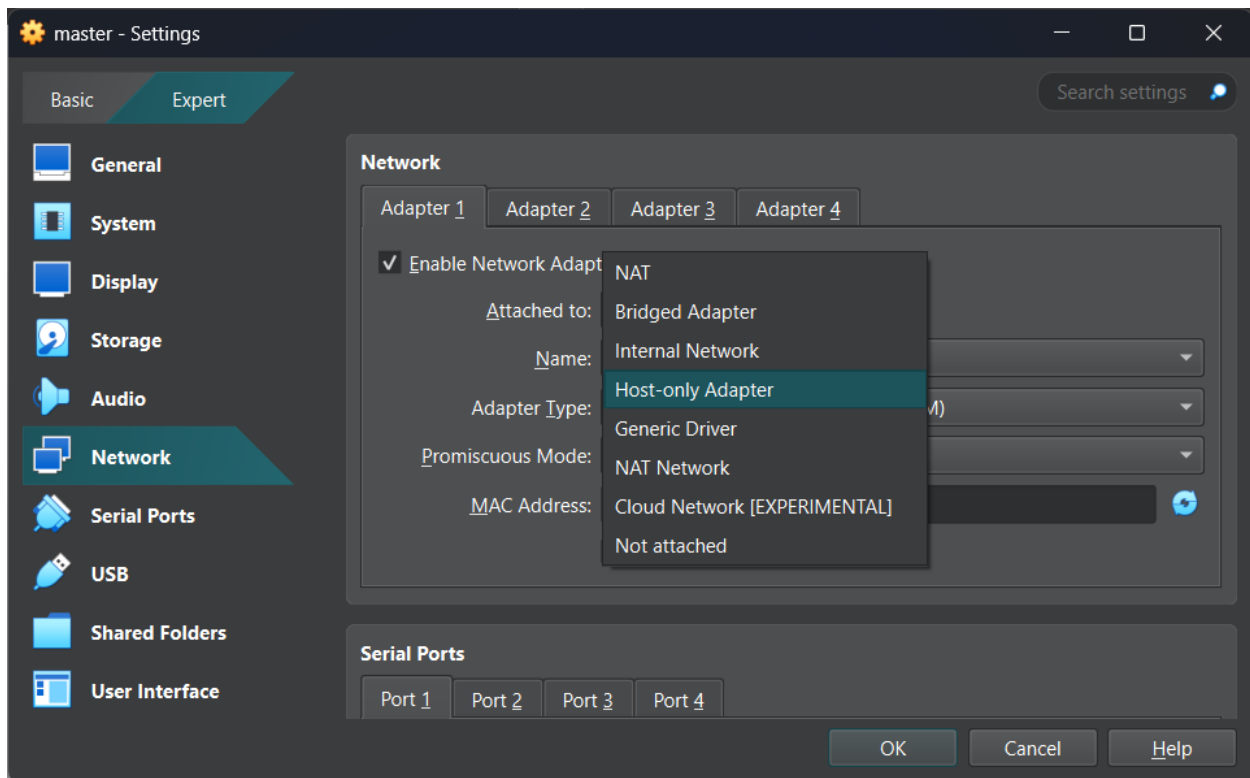 master - Settings
Basic
Expert
Search settings
General
System
Display
Storage
Audio
Network
Serial Ports
USB
Shared Folders
User Interface
Network
Adapter 1
Adapter 2
Adapter 3
Adapter 4
Enable Network Adapt
Attached to:
Name:
Adapter Type:
M)
Promiscuous Mode:
MAC Address:
NAT
Bridged Adapter
Internal Network
Host-only Adapter
Generic Driver
NAT Network
Cloud Network [EXPERIMENTAL]
Not attached
Serial Ports
Port 1
Port 2
Port 3
Port 4
OK
Cancel
Help